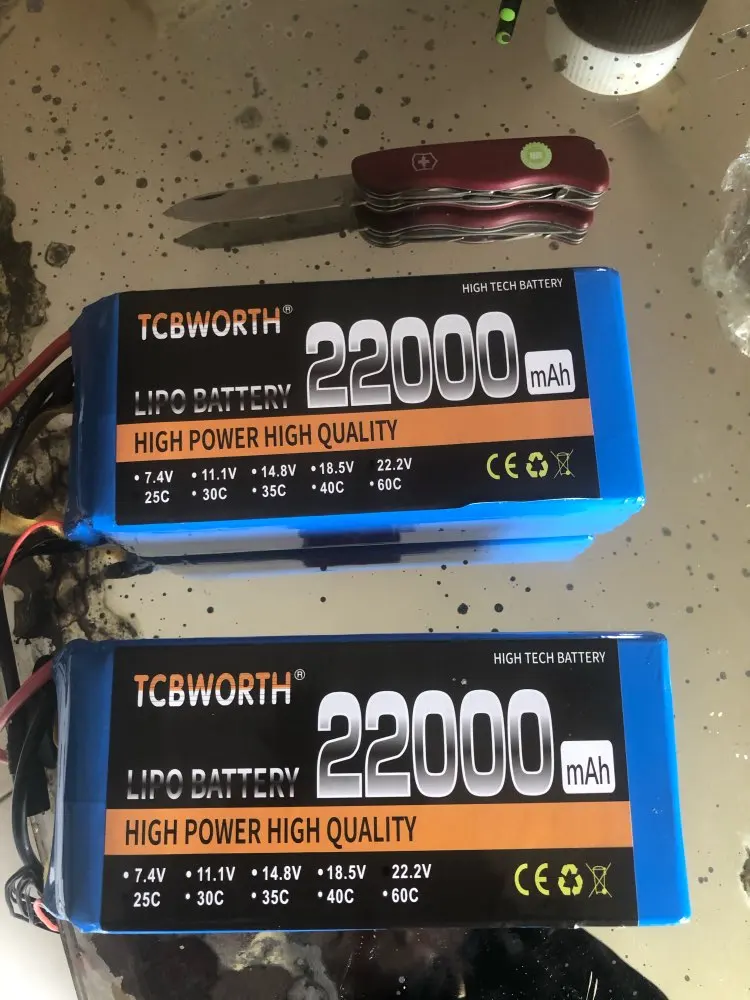 HIGH TECH BATTERY
TCBWORTH®
22000 mAh
LIPO BATTERY
HIGH POWER HIGH QUALITY
• 7.4V • 11.1V • 14.8V • 18.5V 22.2V
25C • 30C • 35C • 40C • 60C
CE
HIGH TECH BATTERY
TCBWORTH®
22000 mAh
LIPO BATTERY
HIGH POWER HIGH QUALITY
• 7.4V • 11.1V • 14.8V • 18.5V 22.2V
25C • 30C • 35C • 40C • 60C
CE